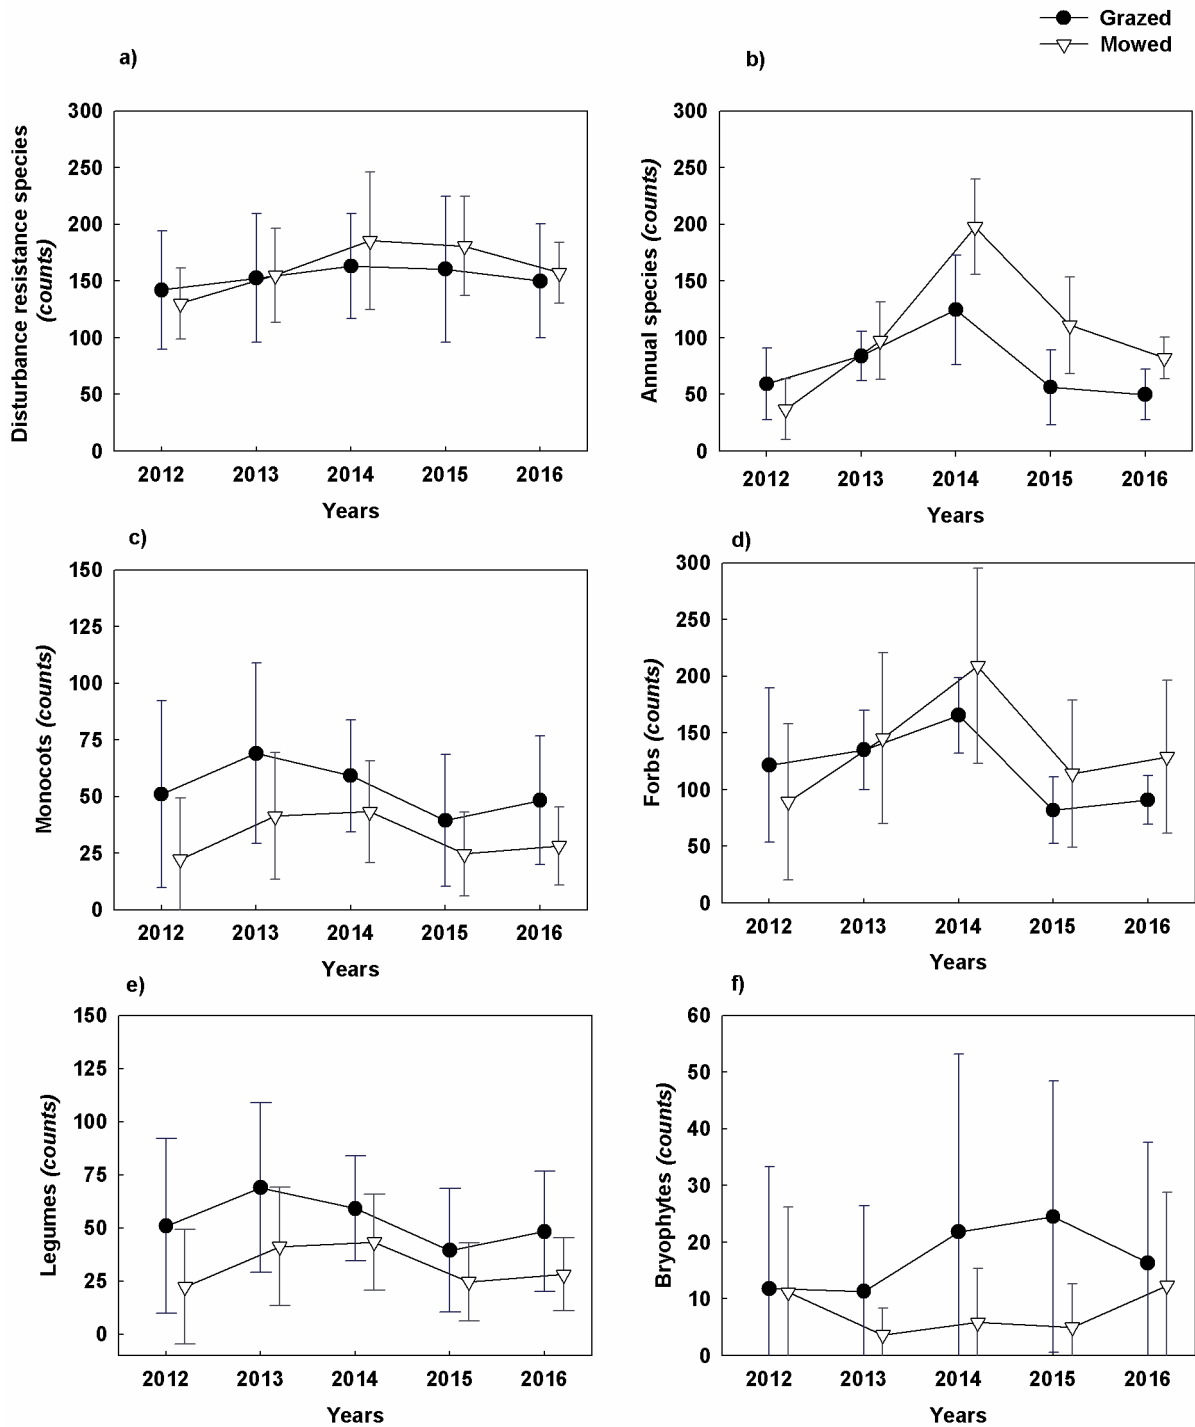 Grazed
Mowed
a)
b)
300
250
200
150
100
50
0
Disturbance resistance species
(counts)
2012 2013 2014 2015 2016
Years
300
250
200
150
100
50
0
Annual species (counts)
2012 2013 2014 2015 2016
Years
c)
d)
150
125
100
75
50
25
0
Monocots (counts)
2012 2013 2014 2015 2016
Years
300
250
200
150
100
50
0
Forbs (counts)
2012 2013 2014 2015 2016
Years
e)
f)
150
125
100
75
50
25
0
Legumes (counts)
2012 2013 2014 2015 2016
Years
60
50
40
30
20
10
0
Bryophytes (counts)
2012 2013 2014 2015 2016
Years